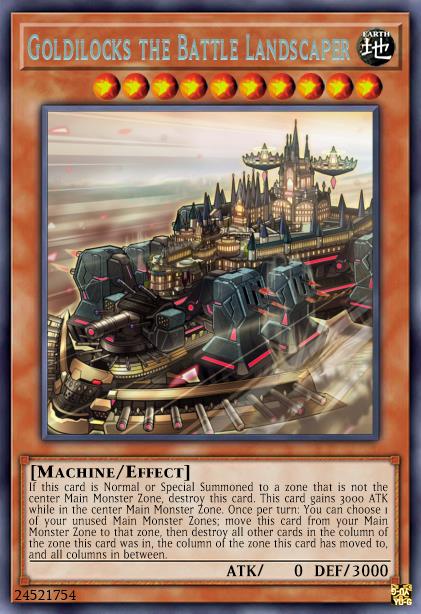 GOLDILOCKS THE BATTLE LANDSCAPER
EARTH
地
[MACHINE/EFFECT]
If this card is Normal or Special Summoned to a zone that is not the
center Main Monster Zone, destroy this card. This card gains 3000 ATK
while in the center Main Monster Zone. Once per turn: You can choose 1
of your unused Main Monster Zones; move this card from your Main
Monster Zone to that zone, then destroy all other cards in the column of
the zone this card was in, the column of the zone this card has moved to,
and all columns in between.
ATK/ 0 DEF/3000
24521754